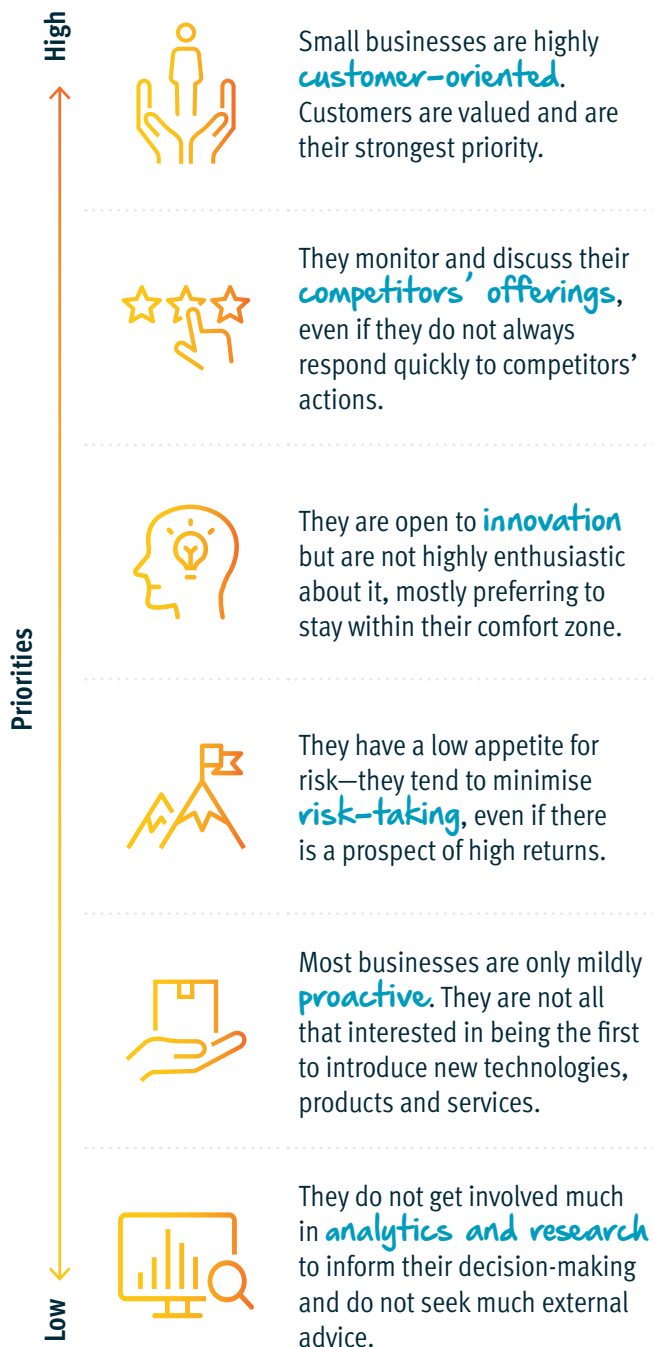 High
Small businesses are highly
customer-oriented.
Customers are valued and are
their strongest priority.
They monitor and discuss their
competitors' offerings,
even if they do not always
respond quickly to competitors'
actions.
They are open to innovation
but are not highly enthusiastic
about it, mostly preferring to
stay within their comfort zone.
Priorities
They have a low appetite for
risk—they tend to minimise
risk-taking, even if there
is a prospect of high returns.
Most businesses are only mildly
proactive. They are not all
that interested in being the first
to introduce new technologies,
products and services.
They do not get involved much
in analytics and research
to inform their decision-making
and do not seek much external
advice.
Low